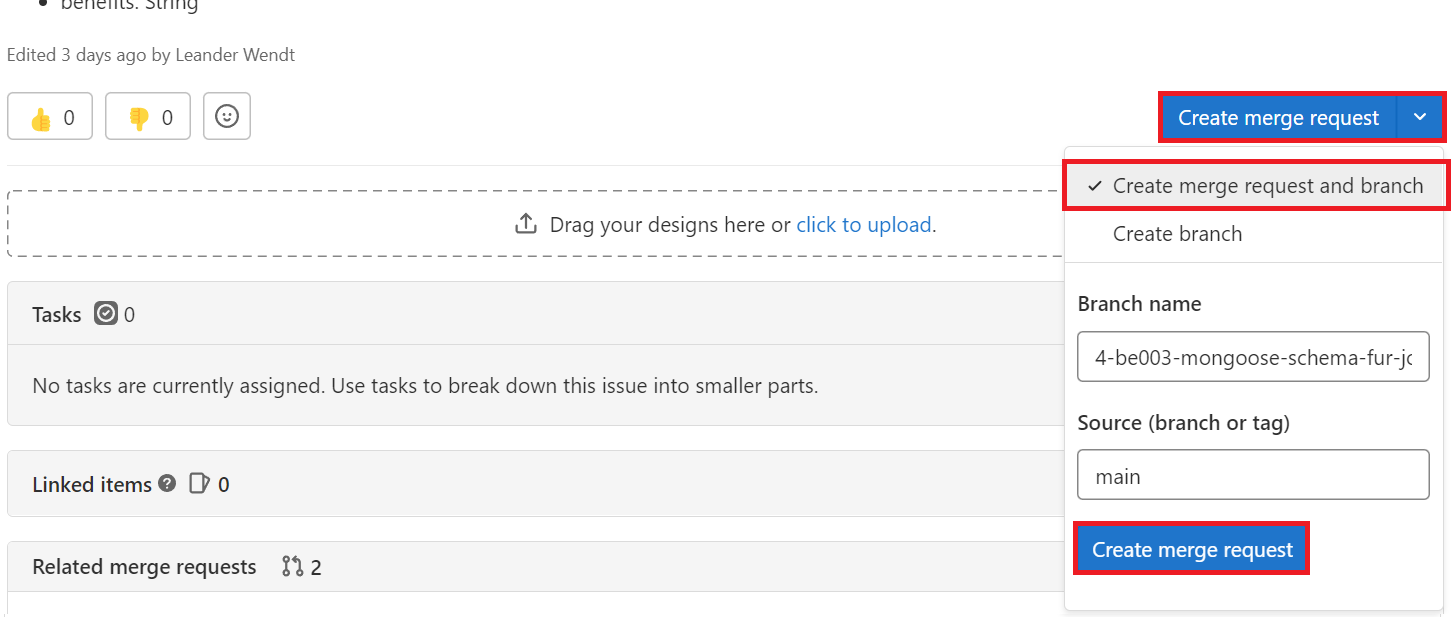 benefits: String
Edited 3 days ago by Leander Wendt
0
0
Create merge request
Create merge request and branch
Create branch
Drag your designs here or click to upload.
Tasks 0
No tasks are currently assigned. Use tasks to break down this issue into smaller parts.
Linked items ? 0
Related merge requests 2
Branch name
4-be003-mongoose-schema-fur-jo
Source (branch or tag)
main
Create merge request